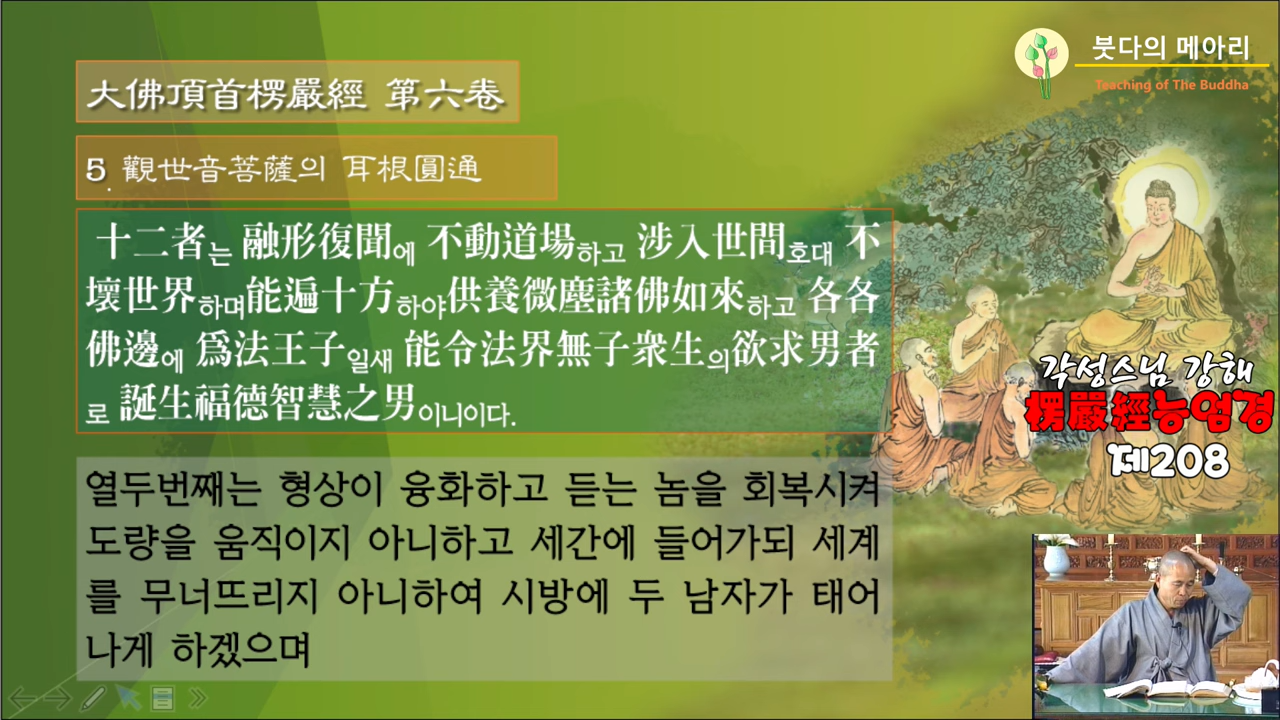 大佛頂首楞嚴經 第六卷
5. 觀世音菩薩의 耳根圓通
十二者는 融形復聞에 不動道場하고 涉入世間호대 不
壞世界하며能遍十方하야供養微塵諸佛如來하고 各各
佛邊에 爲法王子일새 能令法界無子衆生의欲求男者
로 誕生福德智慧之男이니이다.
열두번째는 형상이 융화하고 듣는 놈을 회복시켜
도량을 움직이지 아니하고 세간에 들어가되 세계
를 무너뜨리지 아니하여 시방에 두 남자가 태어
나게 하겠으며
붓다의 메아리
Teaching of The Buddha
각성스님 강해
楞嚴經능엄경
제208